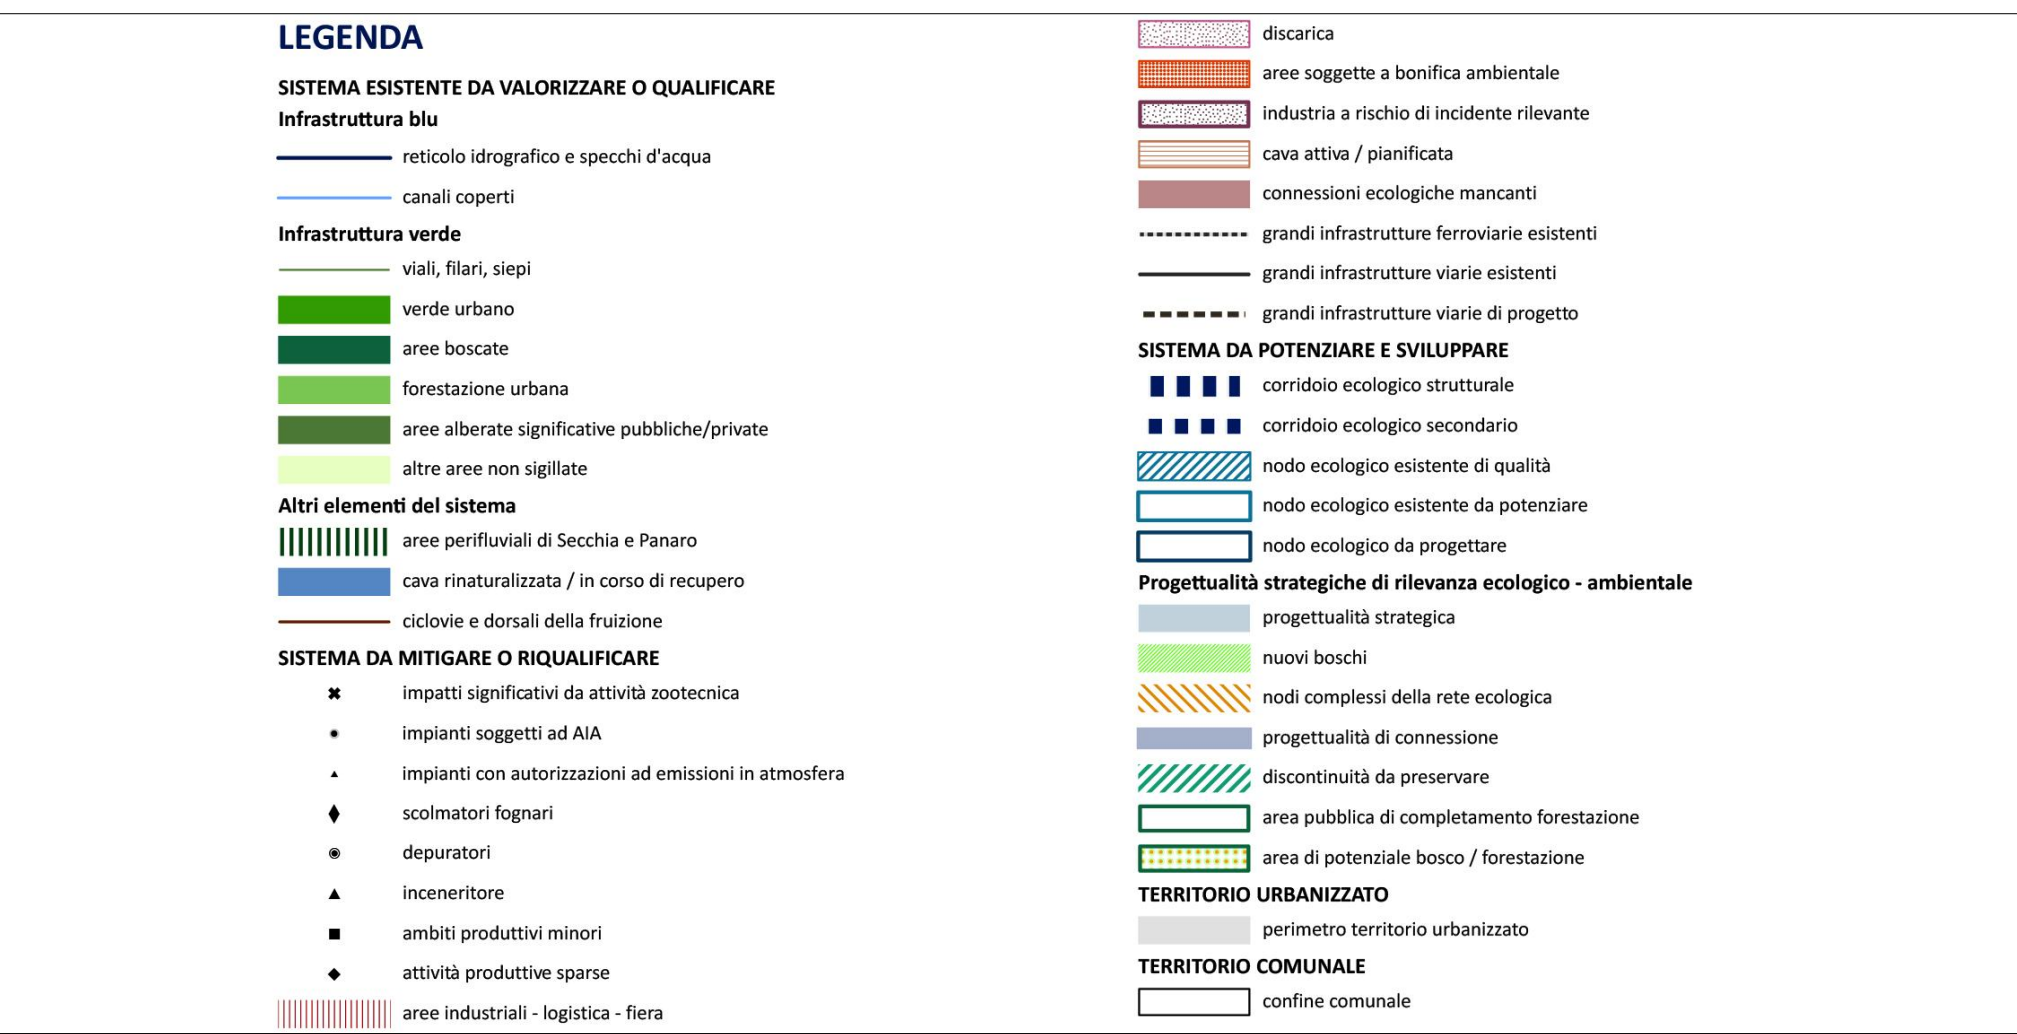 LEGENDA
SISTEMA ESISTENTE DA VALORIZZARE O QUALIFICARE
Infrastruttura blu
reticolo idrografico e specchi d'acqua
canali coperti
Infrastruttura verde
viali, filari, siepi
verde urbano
aree boscate
forestazione urbana
aree alberate significative pubbliche/private
altre aree non sigillate
Altri elementi del sistema
aree perifluviali di Secchia e Panaro
cava rinaturalizzata / in corso di recupero
ciclovie e dorsali della fruizione
SISTEMA DA MITIGARE O RIQUALIFICARE
impatti significativi da attività zootecnica
impianti soggetti ad AIA
impianti con autorizzazioni ad emissioni in atmosfera
scolmatori fognari
depuratori
inceneritore
ambiti produttivi minori
attività produttive sparse
aree industriali - logistica - fiera
discarica
aree soggette a bonifica ambientale
industria a rischio di incidente rilevante
cava attiva / pianificata
connessioni ecologiche mancanti
grandi infrastrutture ferroviarie esistenti
grandi infrastrutture viarie esistenti
grandi infrastrutture viarie di progetto
SISTEMA DA POTENZIARE E SVILUPPARE
corridoio ecologico strutturale
corridoio ecologico secondario
nodo ecologico esistente di qualità
nodo ecologico esistente da potenziare
nodo ecologico da progettare
Progettualità strategiche di rilevanza ecologico - ambientale
progettualità strategica
nuovi boschi
nodi complessi della rete ecologica
progettualità di connessione
discontinuità da preservare
area pubblica di completamento forestazione
area di potenziale bosco / forestazione
TERRITORIO URBANIZZATO
perimetro territorio urbanizzato
TERRITORIO COMUNALE
confine comunale